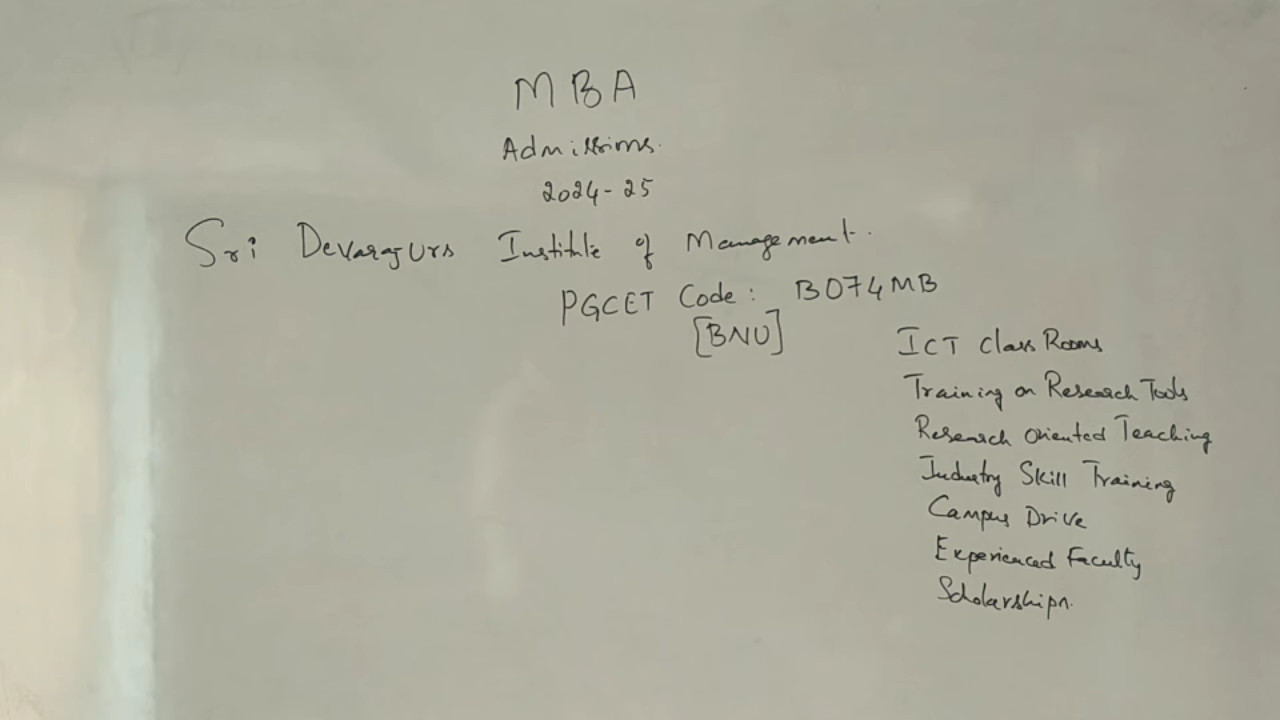 MBA
Admissions.
2024-25
Sri Devarajurs Institute of Management.
PGCET Code: B074MB
[BNU]
ICT Class Rooms
Training on Research Tools
Research Oriented Teaching
Industry Skill Training
Campus Drive
Experienced Faculty
Scholarships.